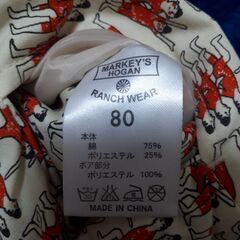 MARKEY'S
HOGAN
RANCH WEAR
80
本体
綿 75%
ポリエステル 25%
ボア部分
ポリエステル 100%
MADE IN CHINA